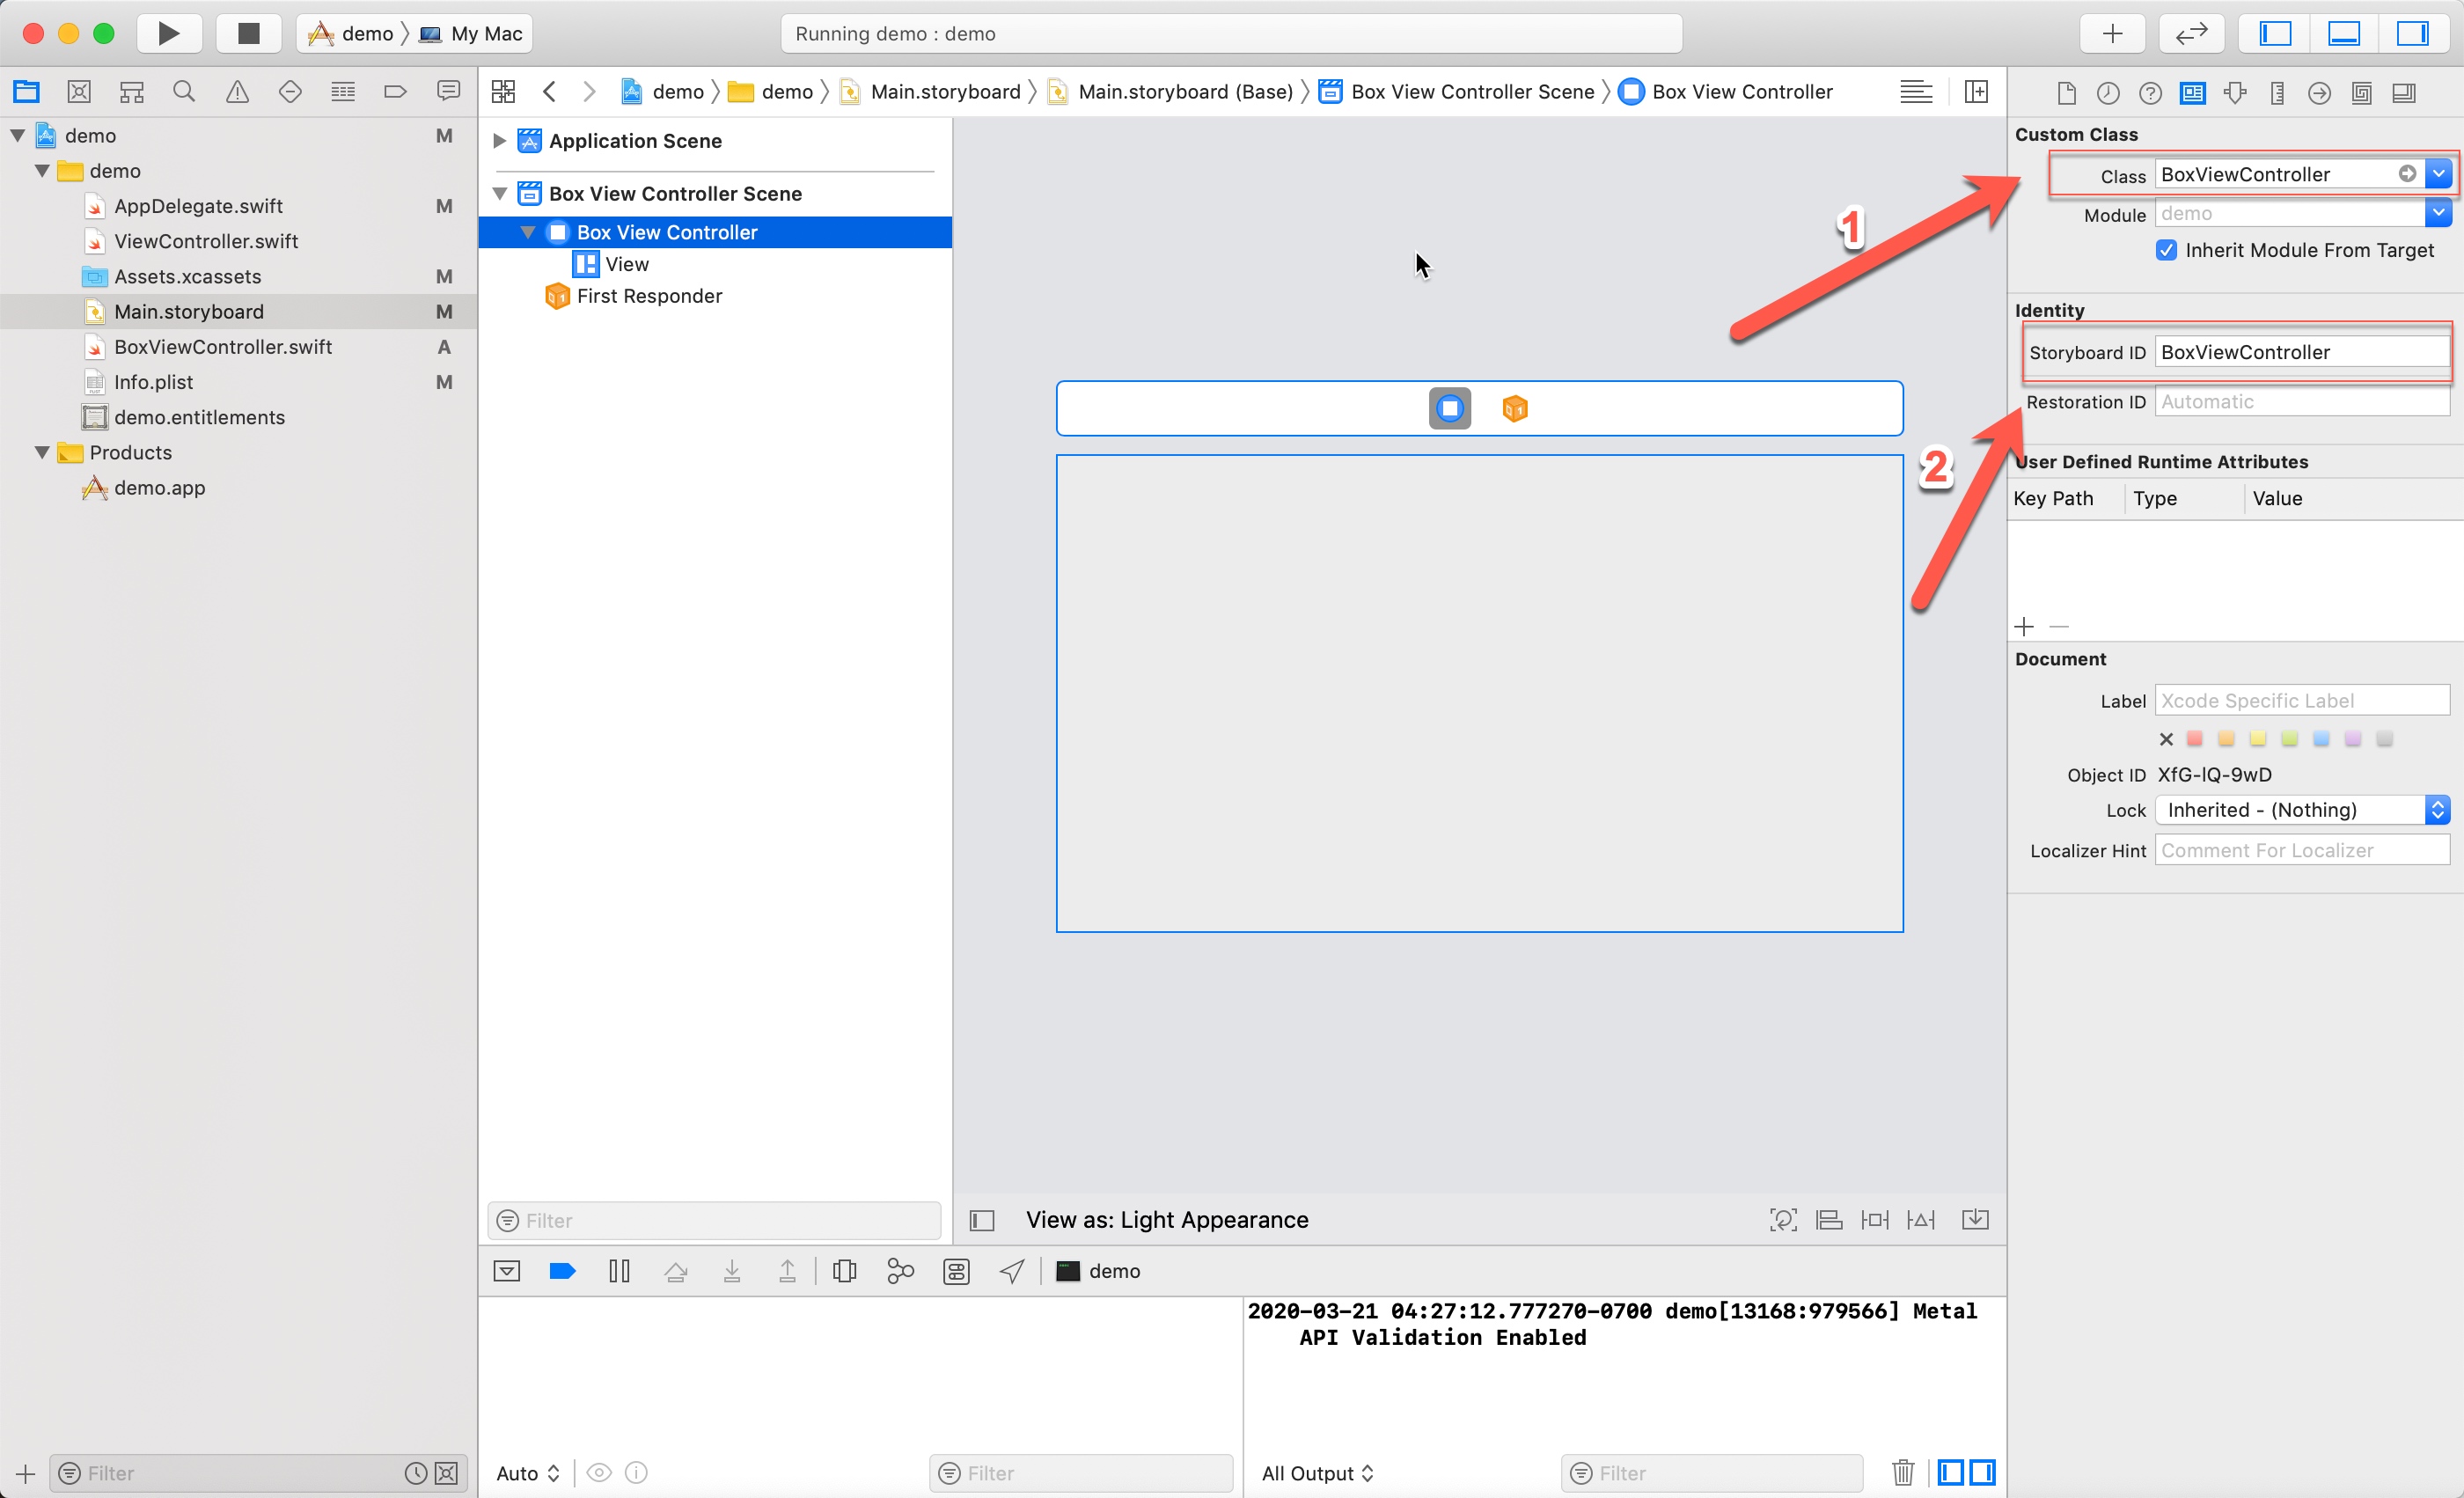 demo 〉 My Mac
Running demo : demo
demo 〉 demo 〉 Main.storyboard 〉 Main.storyboard (Base) 〉 Box View Controller Scene 〉 Box View Controller
demo M
demo
AppDelegate.swift M
ViewController.swift
Assets.xcassets M
Main.storyboard M
BoxViewController.swift A
Info.plist M
demo.entitlements
Products
demo.app
Filter
Application Scene
Box View Controller Scene
Box View Controller
View
First Responder
Filter
1
2
View as: Light Appearance
Custom Class
Class BoxViewController
Module demo
Inherit Module From Target
Identity
Storyboard ID BoxViewController
Restoration ID Automatic
User Defined Runtime Attributes
Key Path Type Value
Document
Label Xcode Specific Label
Object ID XfG-lQ-9wD
Lock Inherited - (Nothing)
Localizer Hint Comment For Localizer
demo
2020-03-21 04:27:12.777270-0700 demo[13168:979566] Metal
API Validation Enabled
Auto
Filter
All Output
Filter